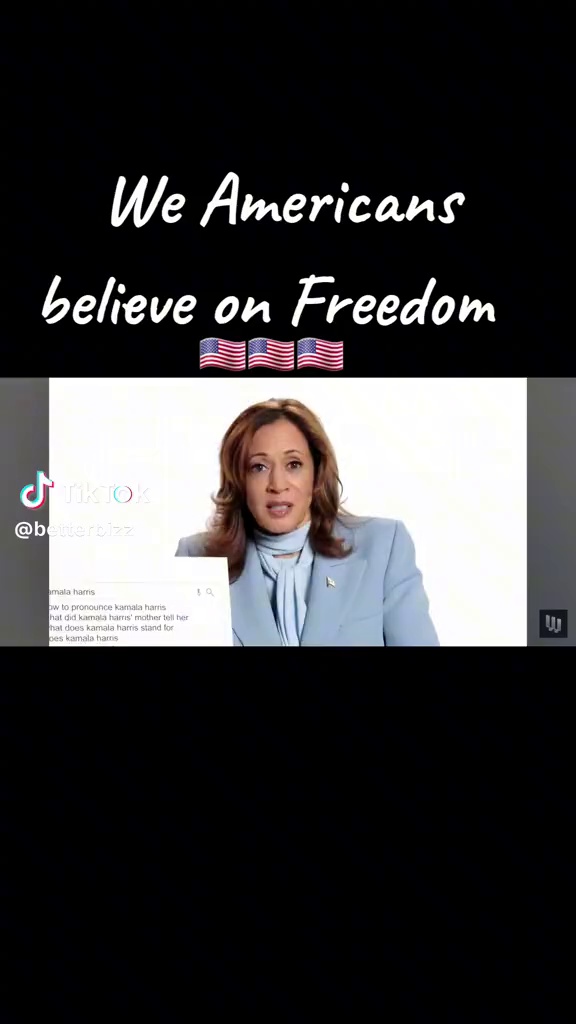 We Americans
believe on Freedom
🇺🇸🇺🇸🇺🇸
TikTok
@betterbizz
amala harris
ow to pronounce kamala harris
hat did kamala harris' mother tell her
hat does kamala harris stand for
oes kamala harris